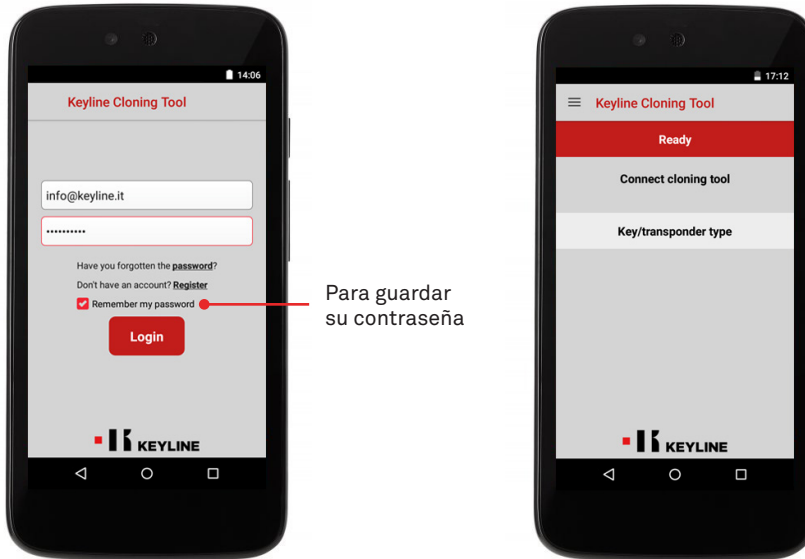 14:06
Keyline Cloning Tool
info@keyline.it
••••••••••
Have you forgotten the password?
Don't have an account? Register
Remember my password
Login
KEYLINE
Para guardar
su contraseña
17:12
Keyline Cloning Tool
Ready
Connect cloning tool
Key/transponder type
KEYLINE